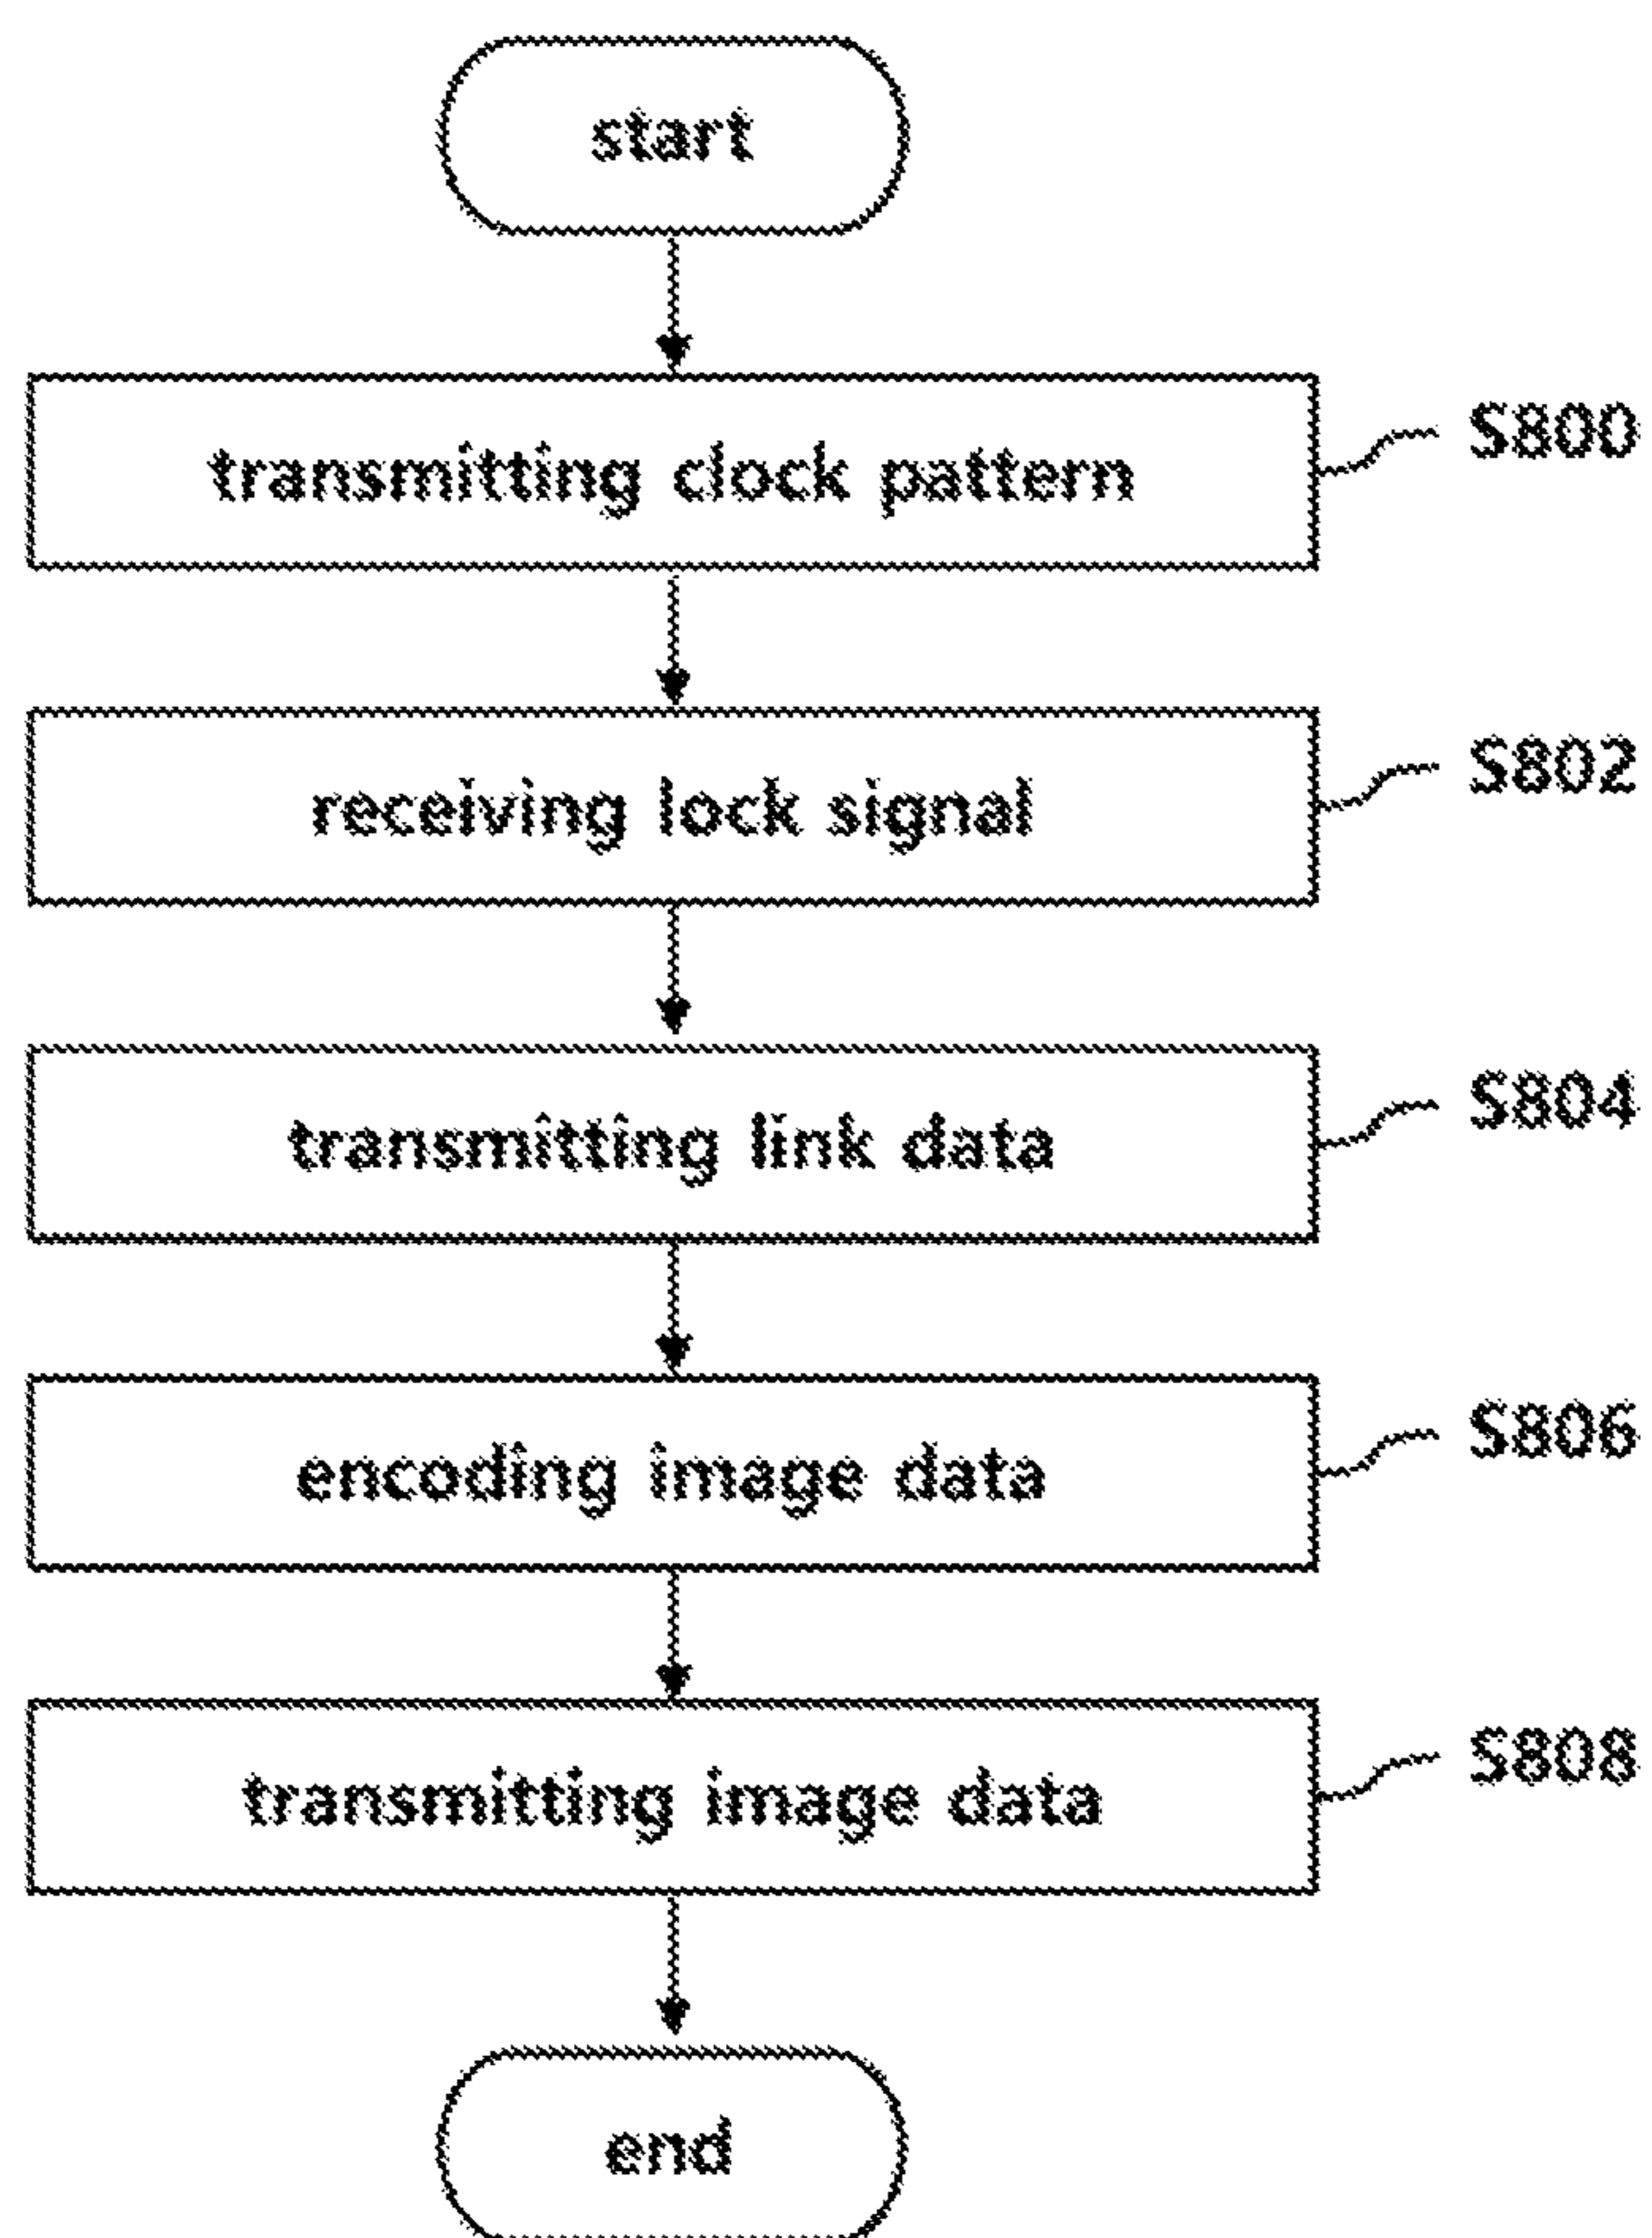 start
transmitting clock pattern
S800
receiving lock signal
S802
transmitting link data
S804
encoding image data
S806
transmitting image data
S808
end